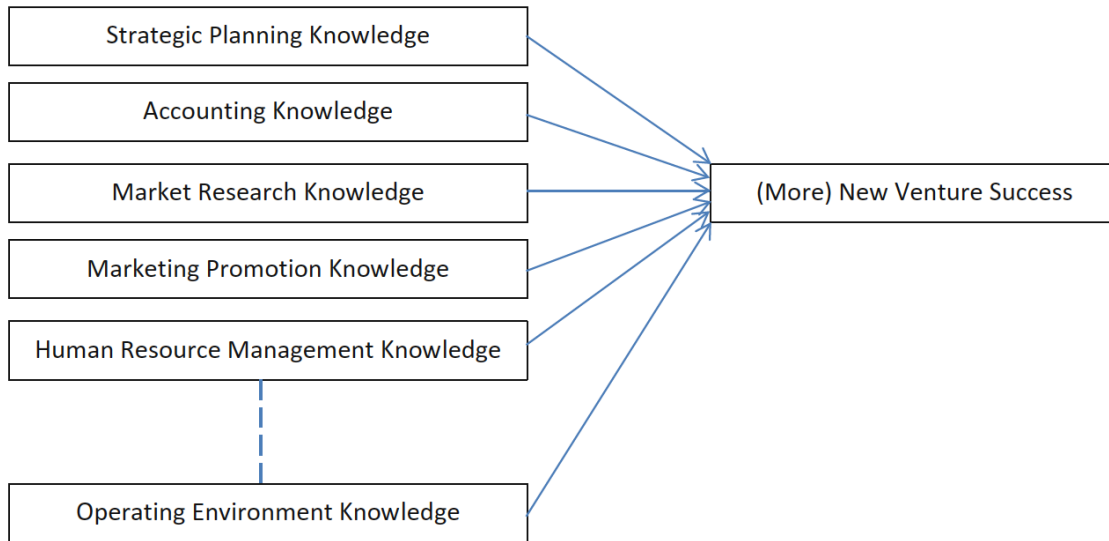 Strategic Planning Knowledge
Accounting Knowledge
Market Research Knowledge
(More) New Venture Success
Marketing Promotion Knowledge
Human Resource Management Knowledge
Operating Environment Knowledge